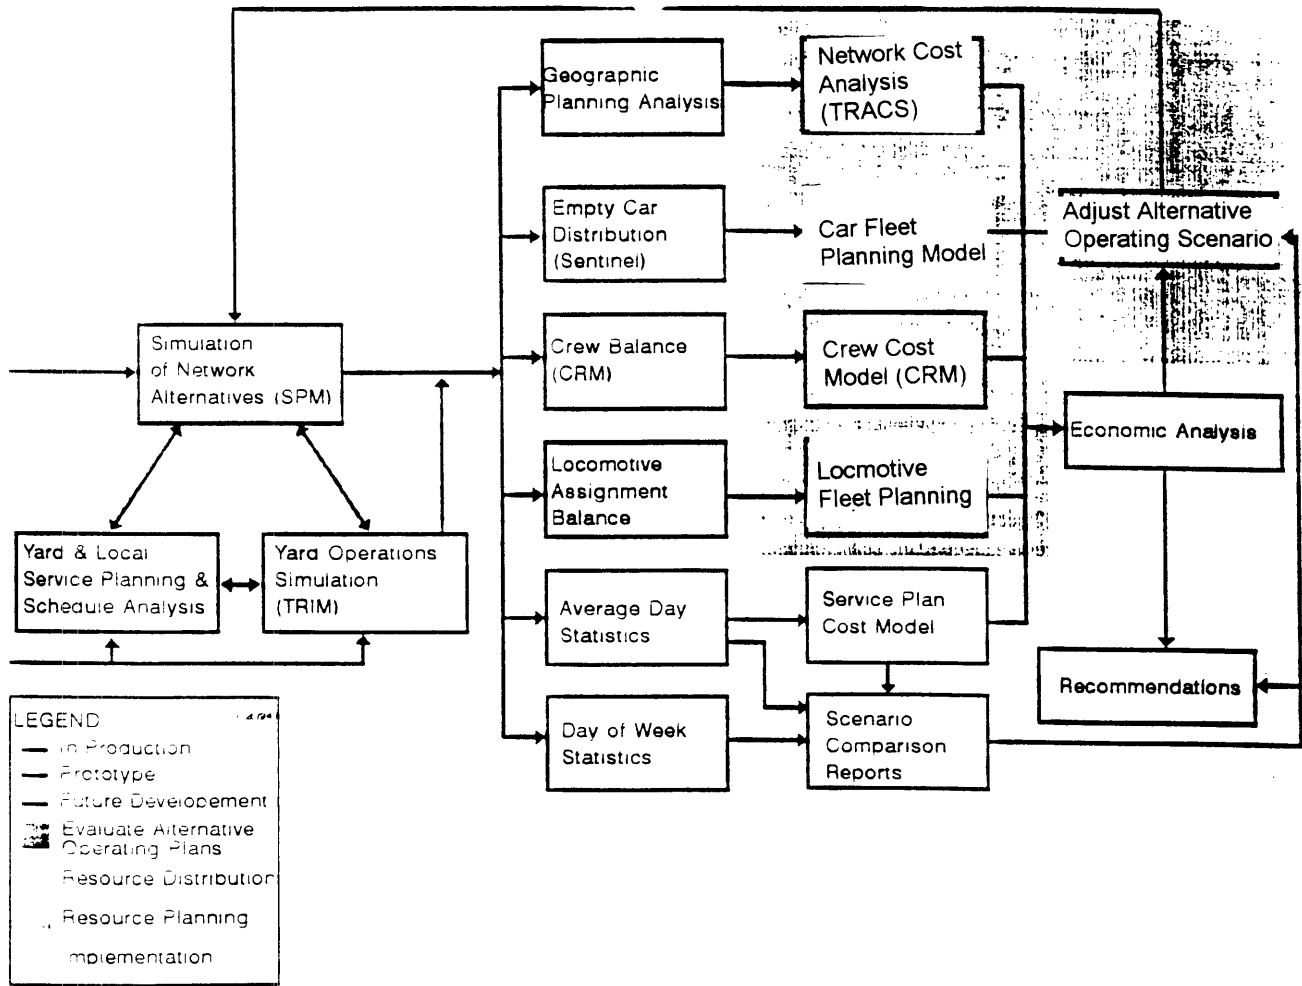 Geographic
Planning Analysis
Network Cost
Analysis
(TRACS)
Empty Car
Distribution
(Sentinel)
Car Fleet
Planning Model
Adjust Alternative
Operating Scenario
Simulation
of Network
Alternatives (SPM)
Crew Balance
(CRM)
Crew Cost
Model (CRM)
Economic Analysis
Locomotive
Assignment
Balance
Locmotive
Fleet Planning
Yard & Local
Service Planning &
Schedule Analysis
Yard Operations
Simulation
(TRIM)
Average Day
Statistics
Service Plan
Cost Model
Recommendations
Day of Week
Statistics
Scenario
Comparison
Reports
LEGEND
In Production
Prototype
Future Developement
Evaluate Alternative
Operating Plans
Resource Distribution
Resource Planning
Implementation